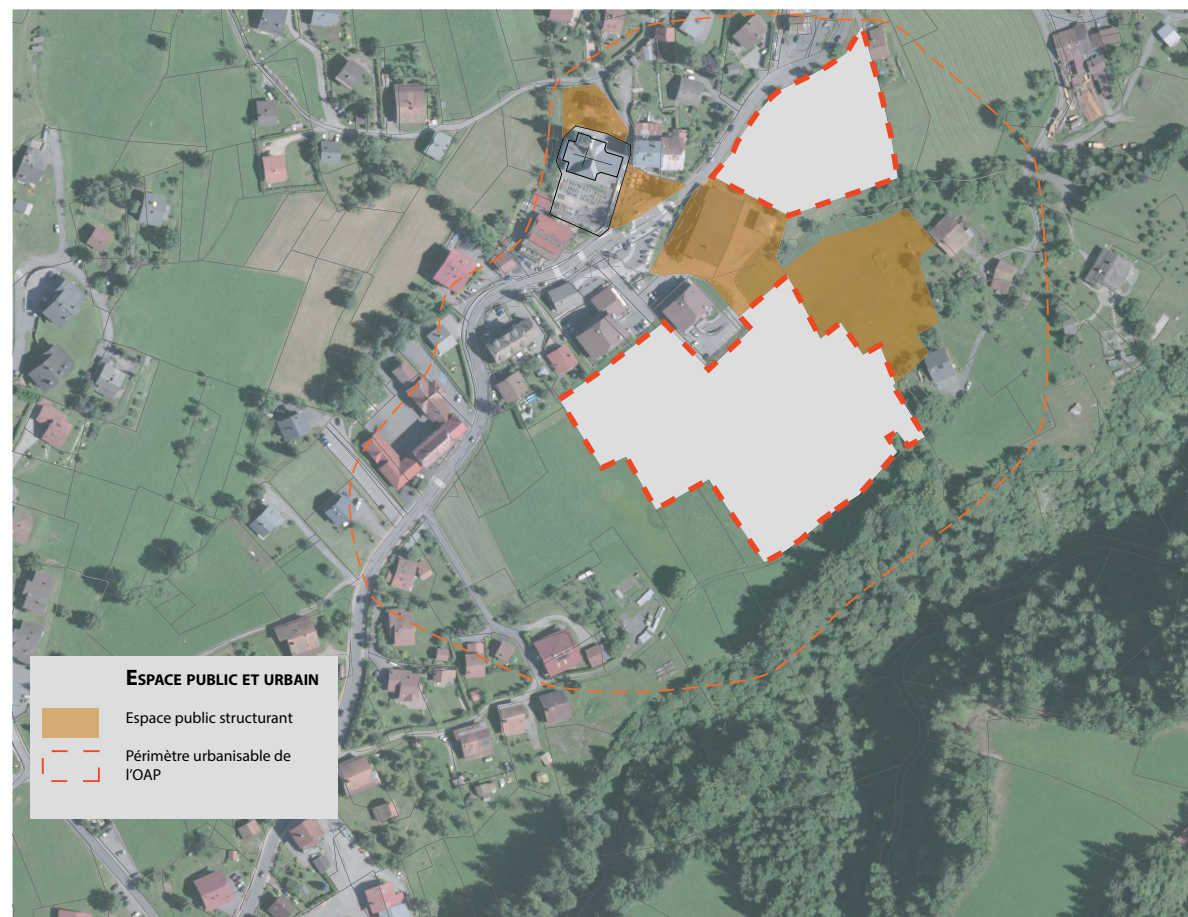 ESPACE PUBLIC ET URBAIN
Espace public structurant
Périmètre urbanisable de
l'OAP